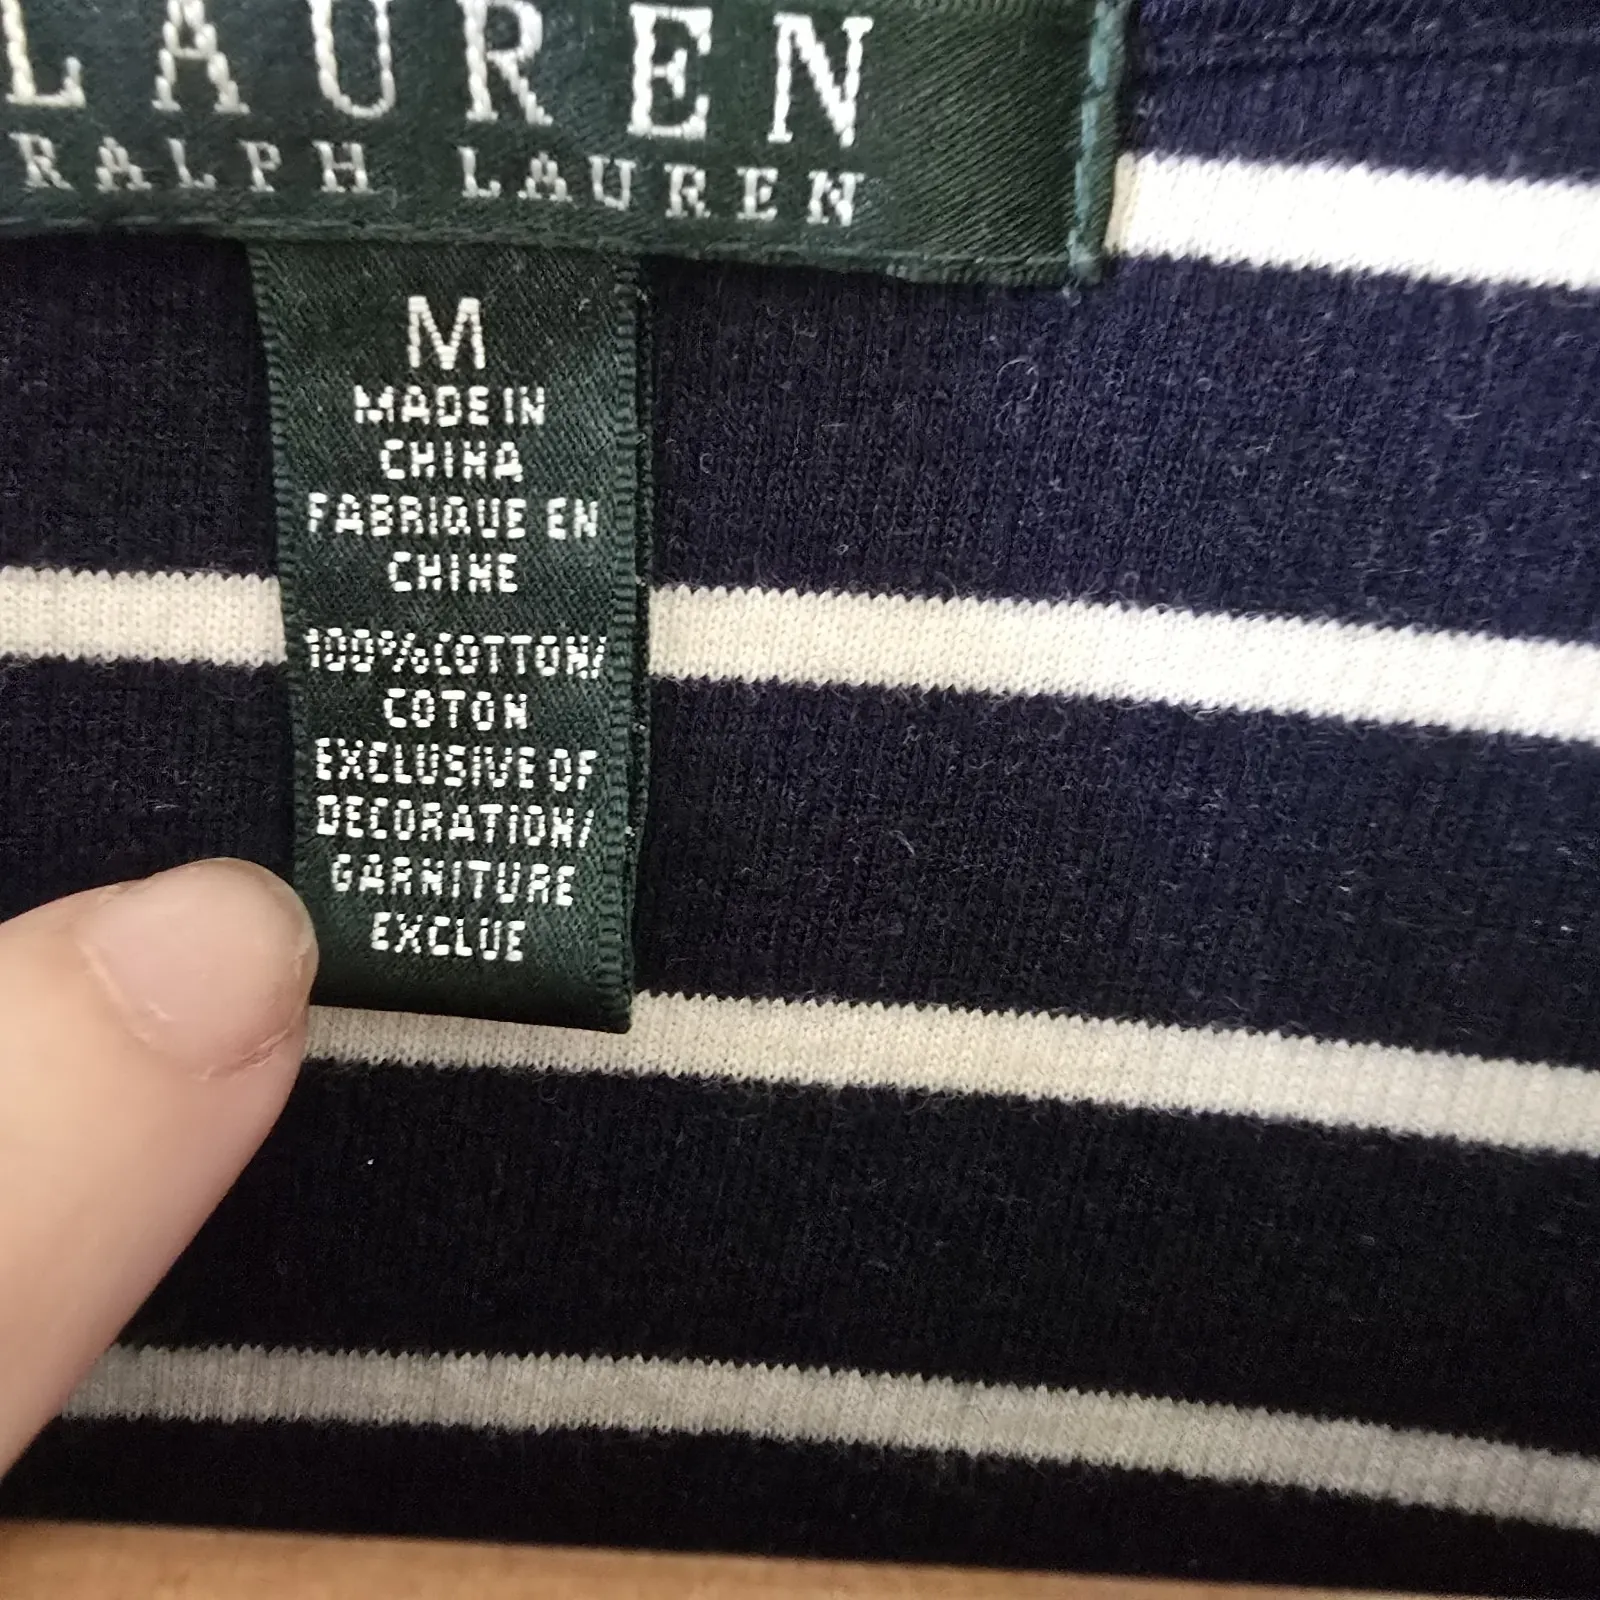 LAUREN
RALPH LAUREN
M
MADE IN
CHINA
FABRIQUE EN
CHINE
100%COTTON/
COTON
EXCLUSIVE OF
DECORATION/
GARNITURE
EXCLUE